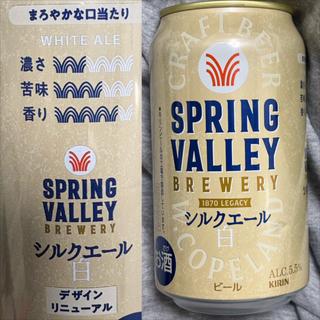 まろやかな口当たり
WHITE ALE
濃さ
苦味
香り
SPRING
VALLEY
BREWERY
シルクエール
白
デザイン
リニューアル
CRAFT BEER
SPRING
VALLEY
BREWERY
1870 LEGACY
シルクエール
白
お酒
W.COPELAND
ビール
ALC.5.5%
KIRIN